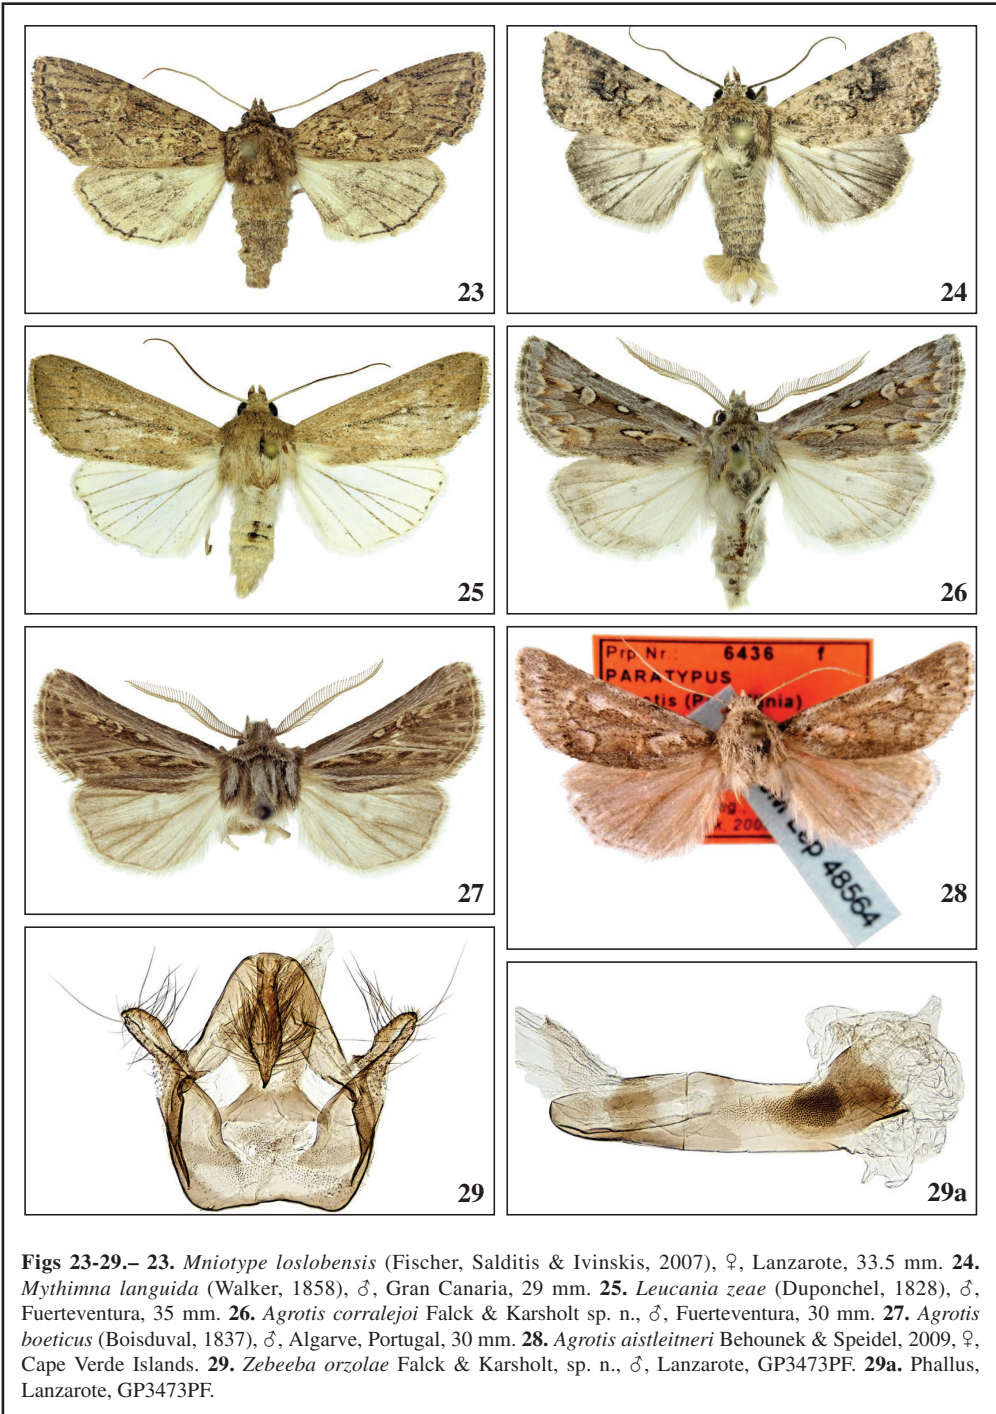 23
24
25
26
27
Prp Nr.: 6436 f
PARATYPUS
48564
28
29
29a
Figs 23-29.– 23. Mniotype loslobensis (Fischer, Salditis & Ivinskis, 2007), ♀, Lanzarote, 33.5 mm. 24.
Mythimna languida (Walker, 1858), ♂, Gran Canaria, 29 mm. 25. Leucania zeae (Duponchel, 1828), ♂,
Fuerteventura, 35 mm. 26. Agrotis corralejoi Falck & Karsholt sp. n., ♂, Fuerteventura, 30 mm. 27. Agrotis
boeticus (Boisduval, 1837), ♂, Algarve, Portugal, 30 mm. 28. Agrotis aistleitneri Behounek & Speidel, 2009, ♀,
Cape Verde Islands. 29. Zebeeba orzolae Falck & Karsholt, sp. n., ♂, Lanzarote, GP3473PF. 29a. Phallus,
Lanzarote, GP3473PF.